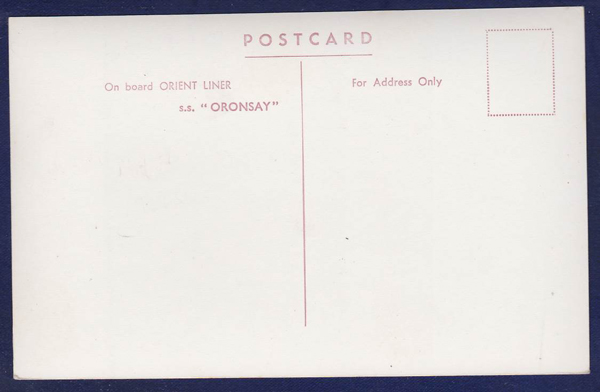 POSTCARD
On board ORIENT LINER
s.s. "ORONSAY"
For Address Only